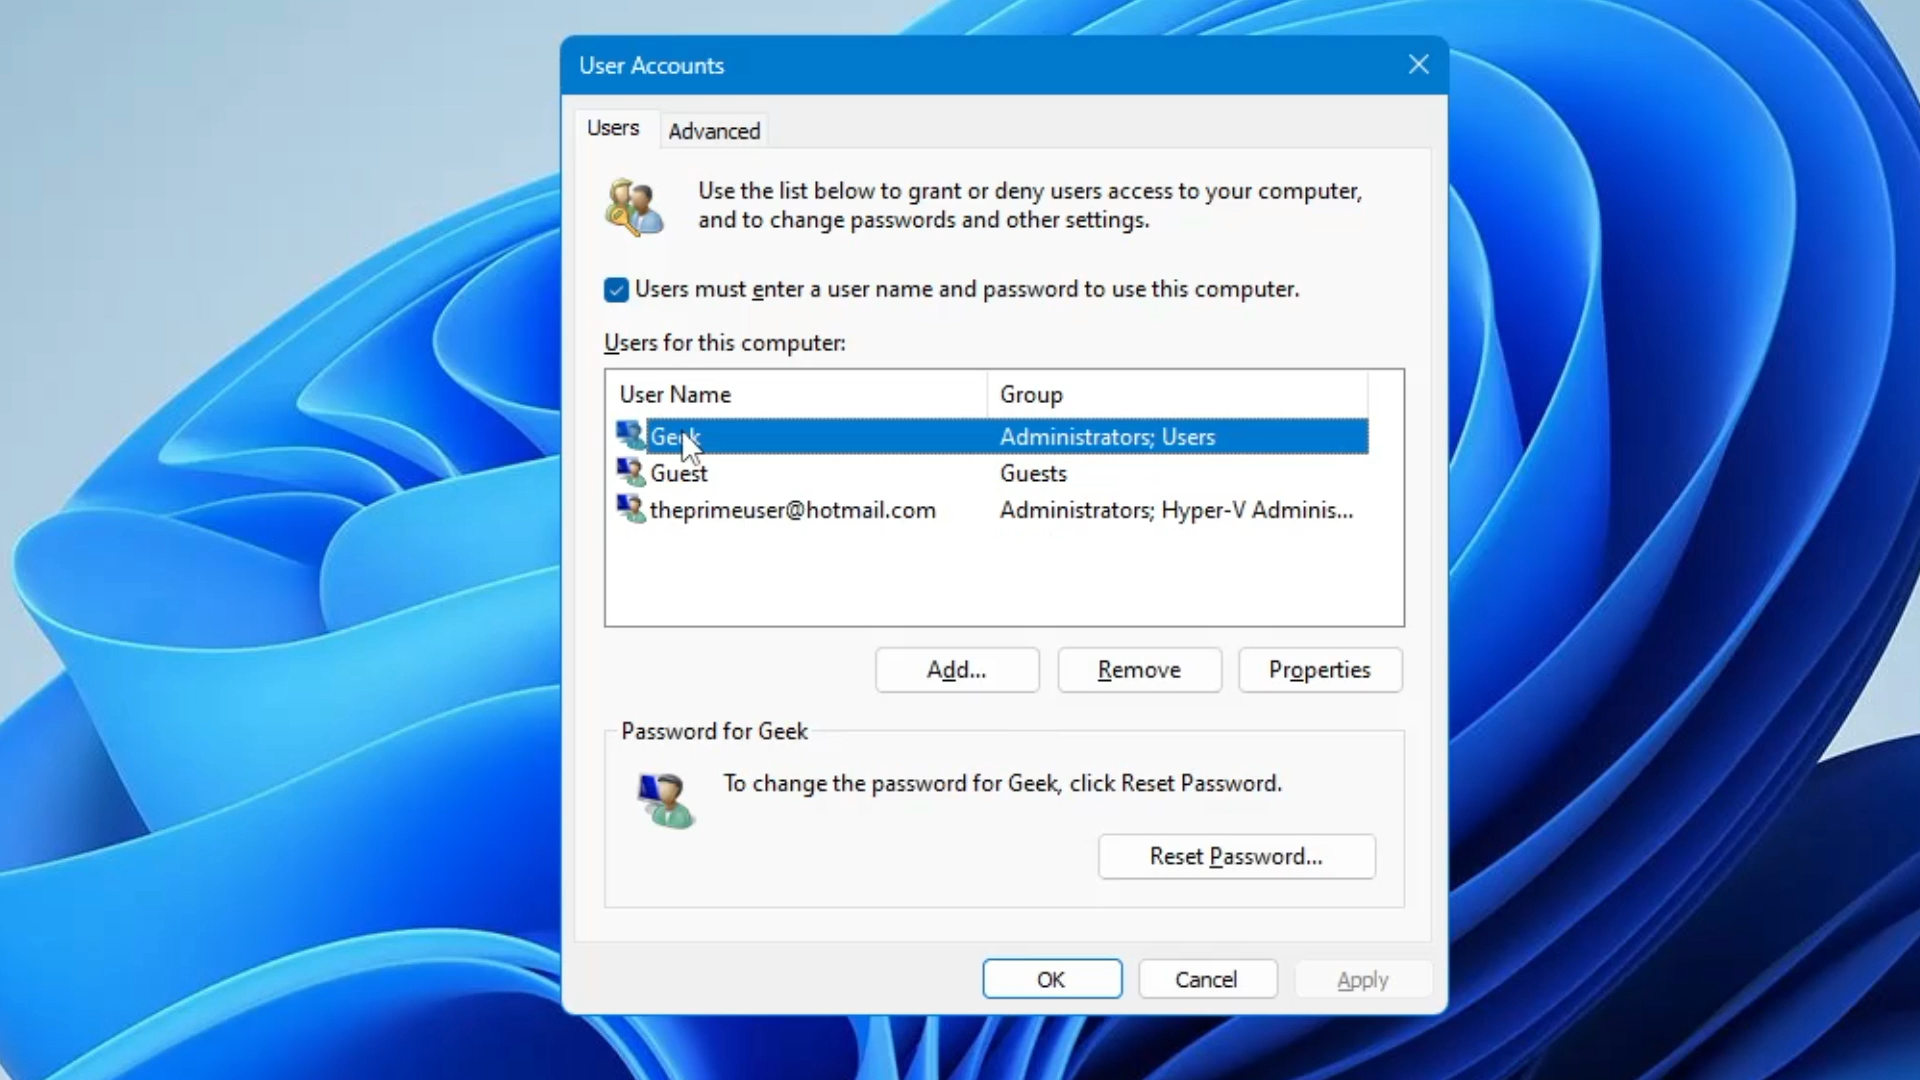 User Accounts
Users
Advanced
Use the list below to grant or deny users access to your computer,
and to change passwords and other settings.
Users must enter a user name and password to use this computer.
Users for this computer:
User Name Group
Geek Administrators; Users
Guest Guests
theprimeuser@hotmail.com Administrators; Hyper-V Adminis...
Add... Remove Properties
Password for Geek
To change the password for Geek, click Reset Password.
Reset Password...
OK Cancel Apply